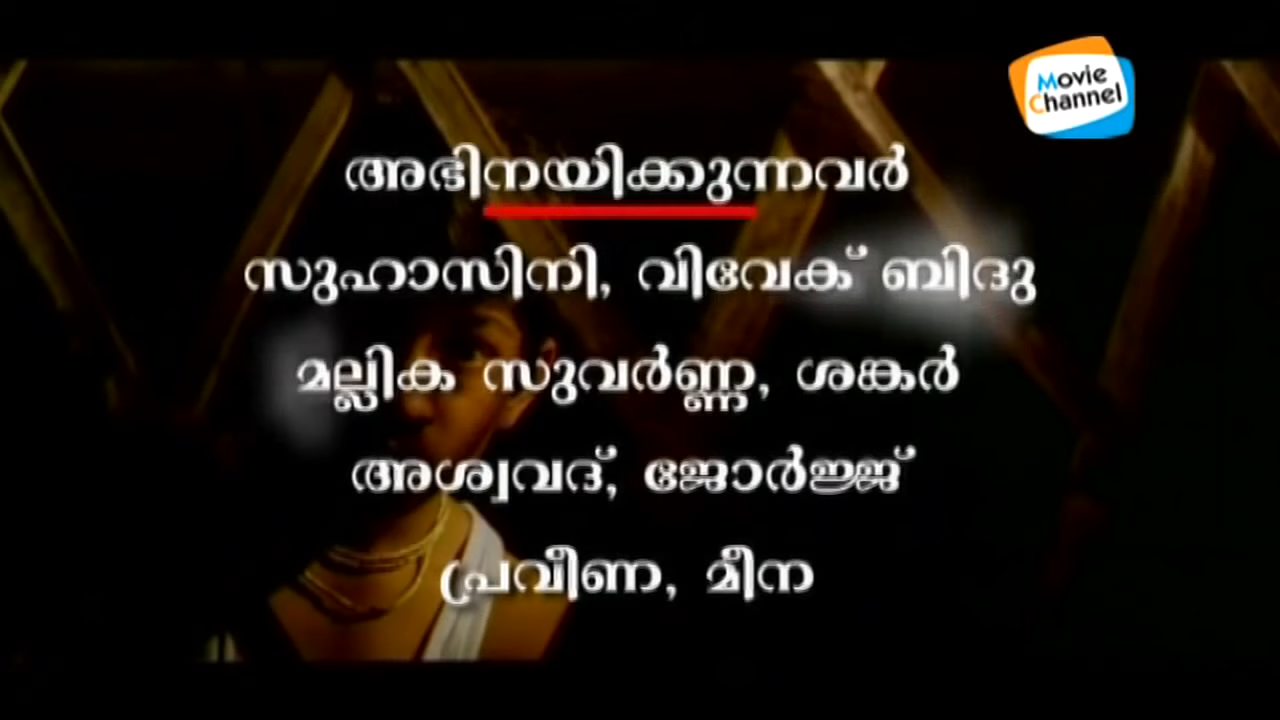 Movie
Channel
അഭിനയിക്കുന്നവർ
സുഹാസിനി, വിവേക് ബിദു
മല്ലിക സുവർണ്ണ, ശങ്കർ
അശ്വവദ്, ജോർജ്ജ്
പ്രവീണ, മീന